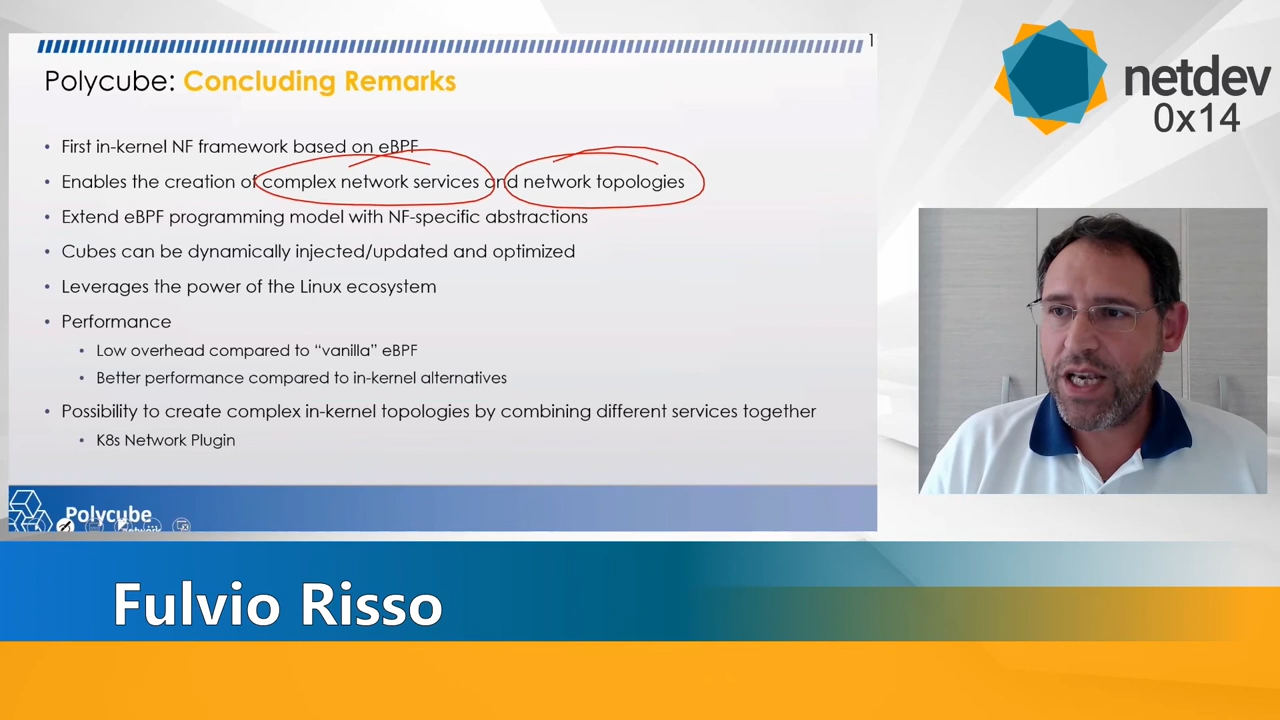 1
Polycube: Concluding Remarks
• First in-kernel NF framework based on eBPF
• Enables the creation of complex network services and network topologies
• Extend eBPF programming model with NF-specific abstractions
• Cubes can be dynamically injected/updated and optimized
• Leverages the power of the Linux ecosystem
• Performance
• Low overhead compared to “vanilla” eBPF
• Better performance compared to in-kernel alternatives
• Possibility to create complex in-kernel topologies by combining different services together
• K8s Network Plugin
Polycube
network
netdev
0x14
Fulvio Risso